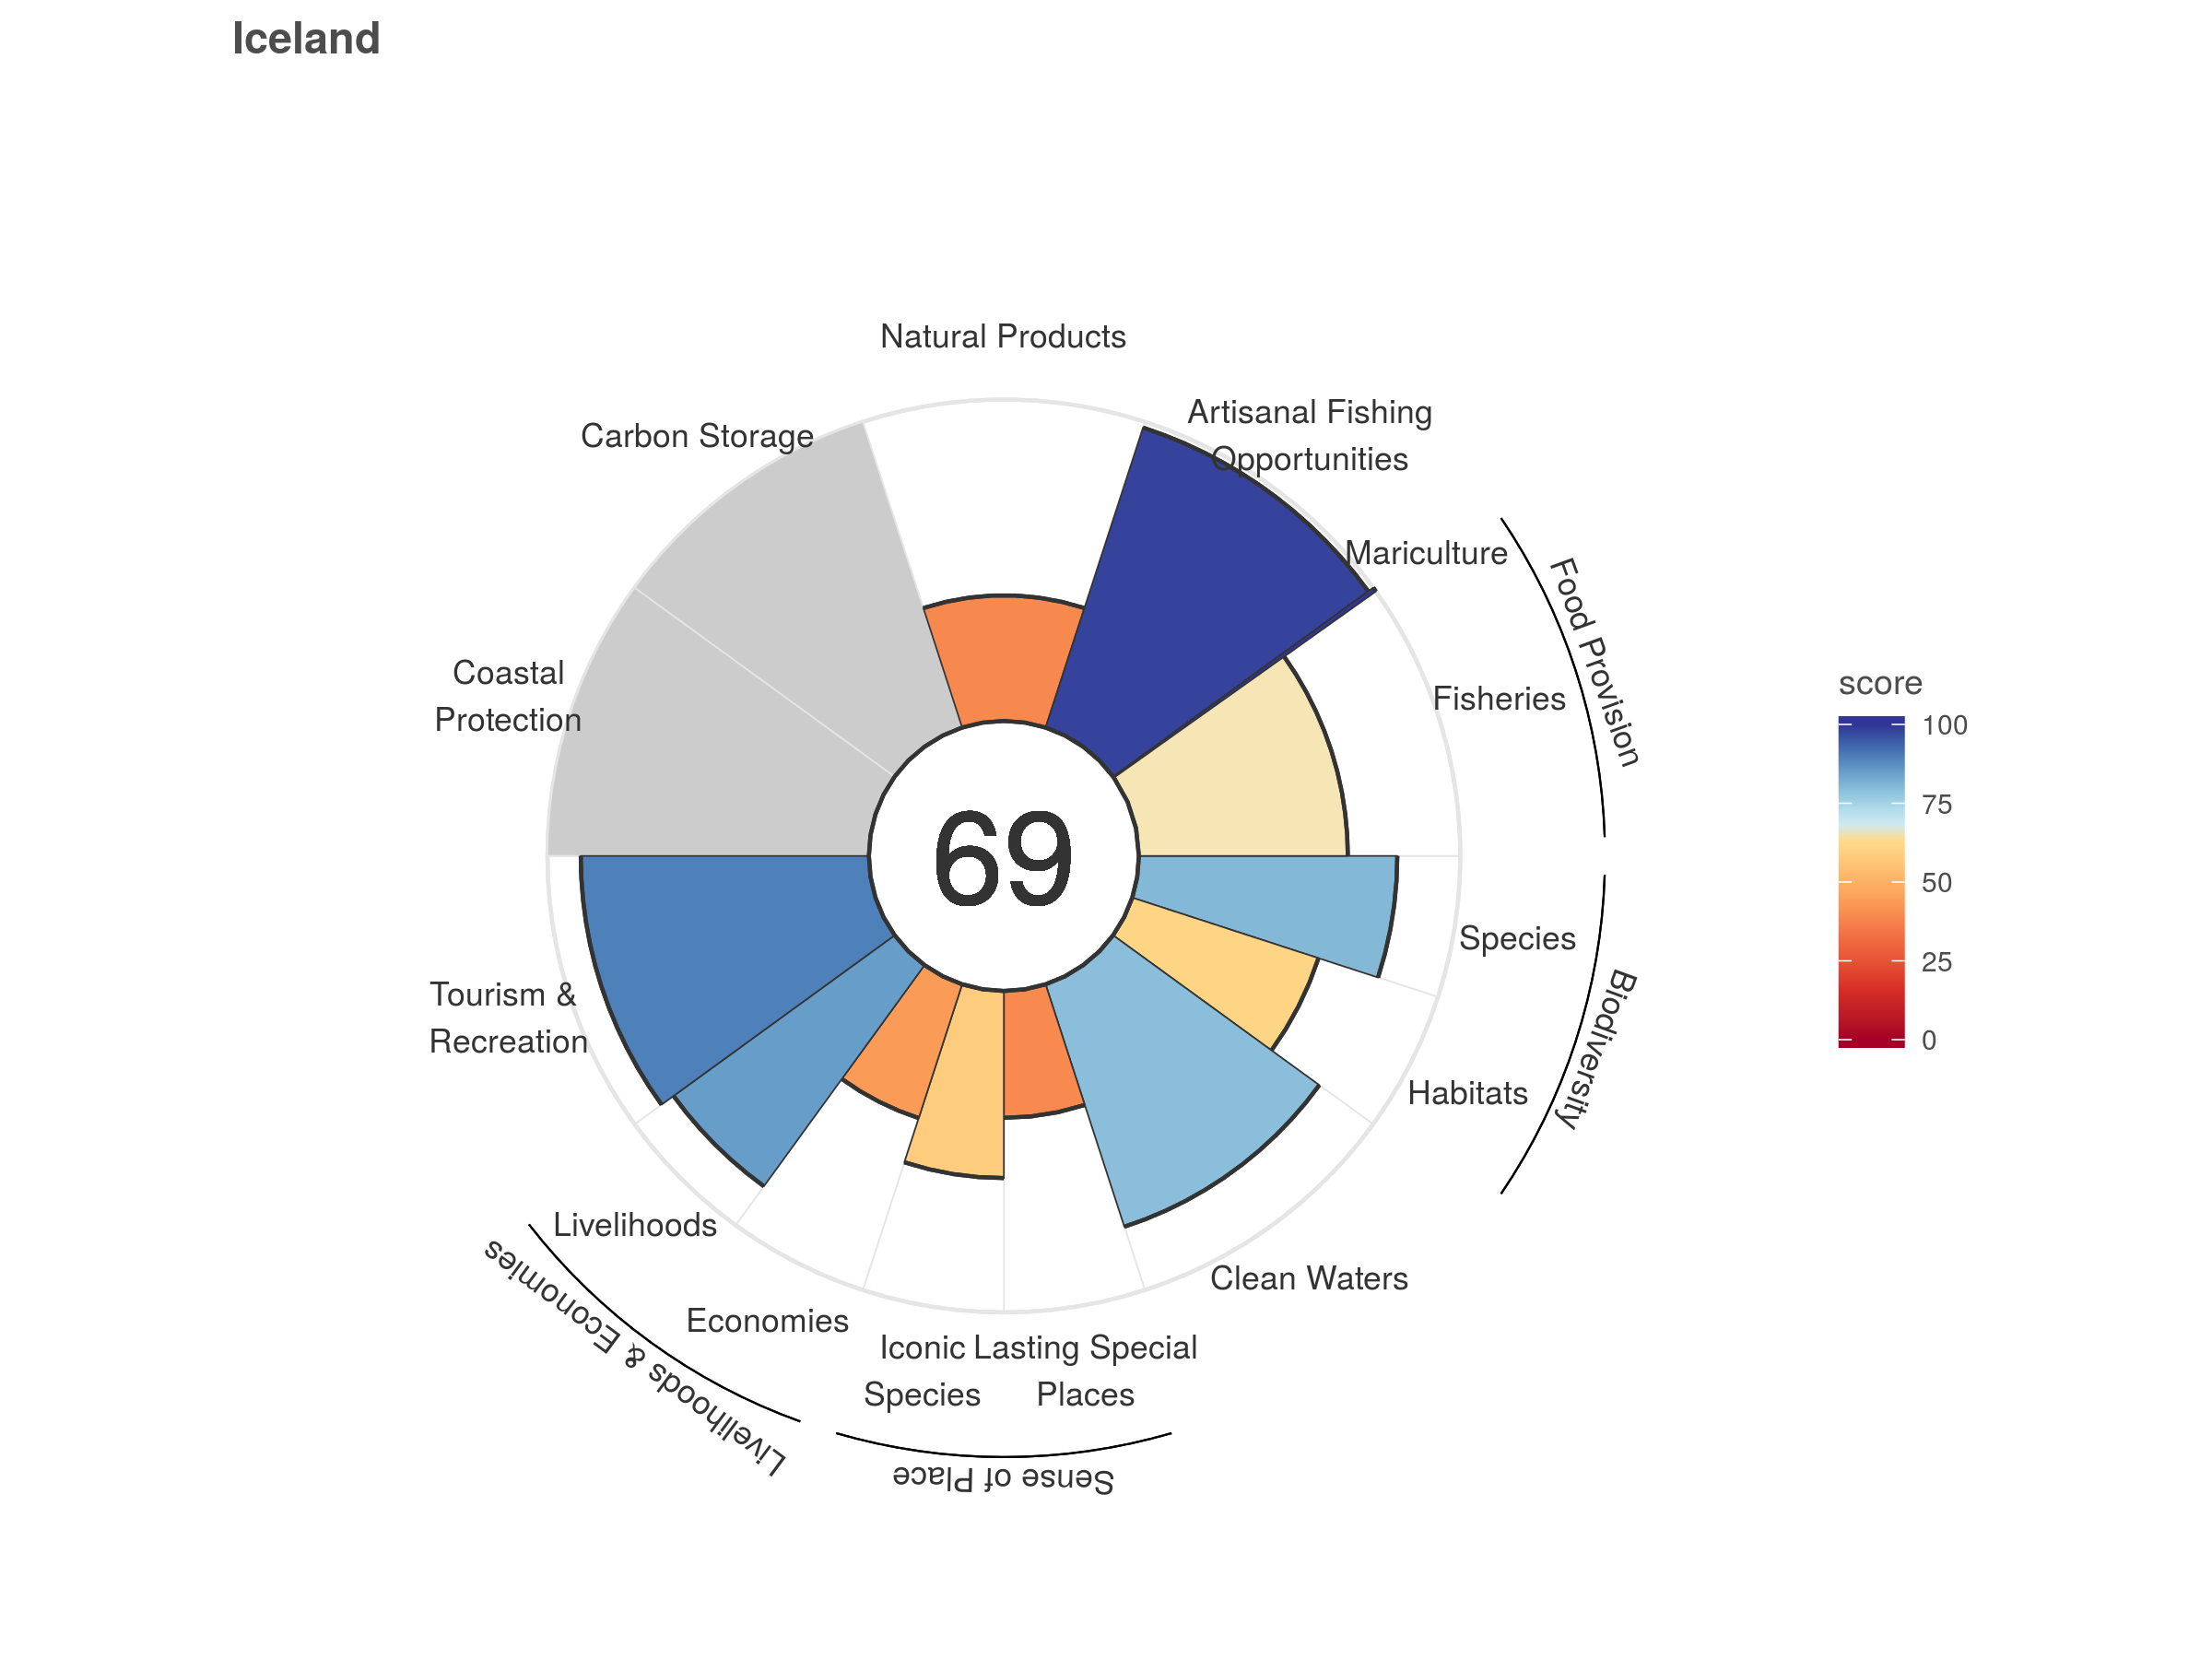 Iceland
Natural Products
Artisanal Fishing
Opportunities
Carbon Storage
Mariculture
Food Provision
Fisheries
Coastal
Protection
score
100
75
50
25
0
69
Species
Biodiversity
Tourism &
Recreation
Habitats
Livelihoods
Clean Waters
Livelihoods & Economies
Economies
Iconic
Species
Lasting Special
Places
Sense of Place